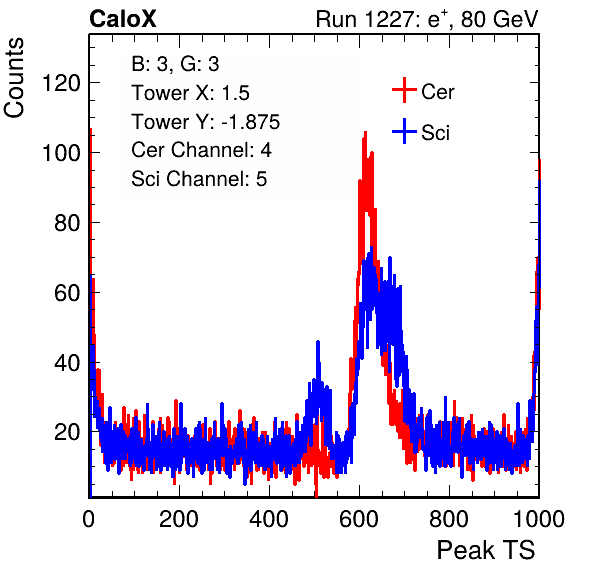 CaloX Run 1227: e⁺, 80 GeV
B: 3, G: 3
Tower X: 1.5
Tower Y: -1.875
Cer Channel: 4
Sci Channel: 5
Cer
Sci
Counts
120
100
80
60
40
20
0 200 400 600 800 1000
Peak TS